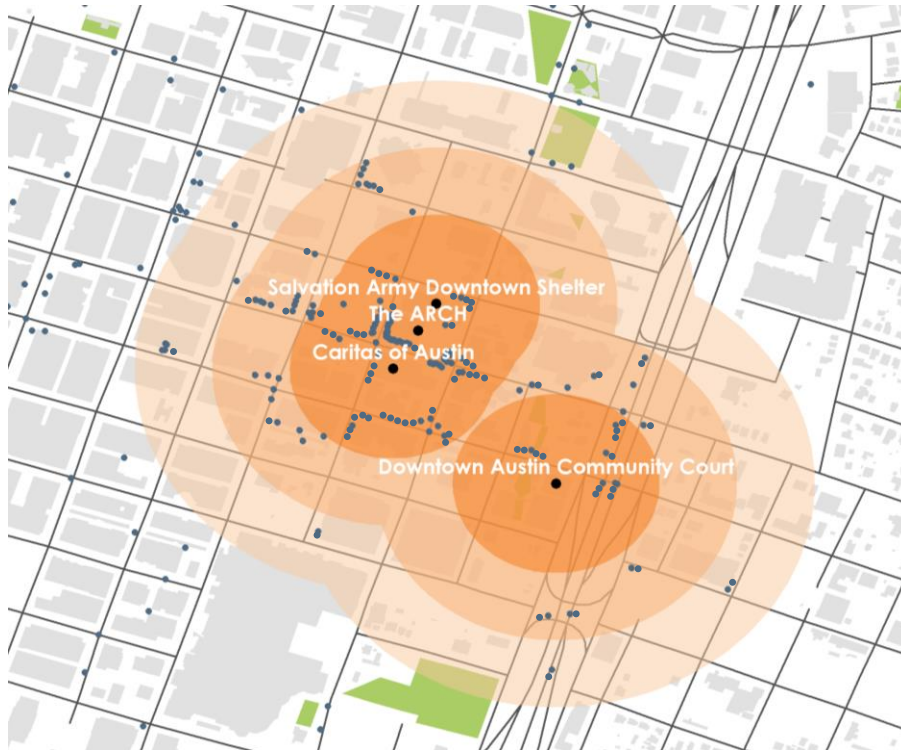 Salvation Army Downtown Shelter
The ARCH
Caritas of Austin
Downtown Austin Community Court